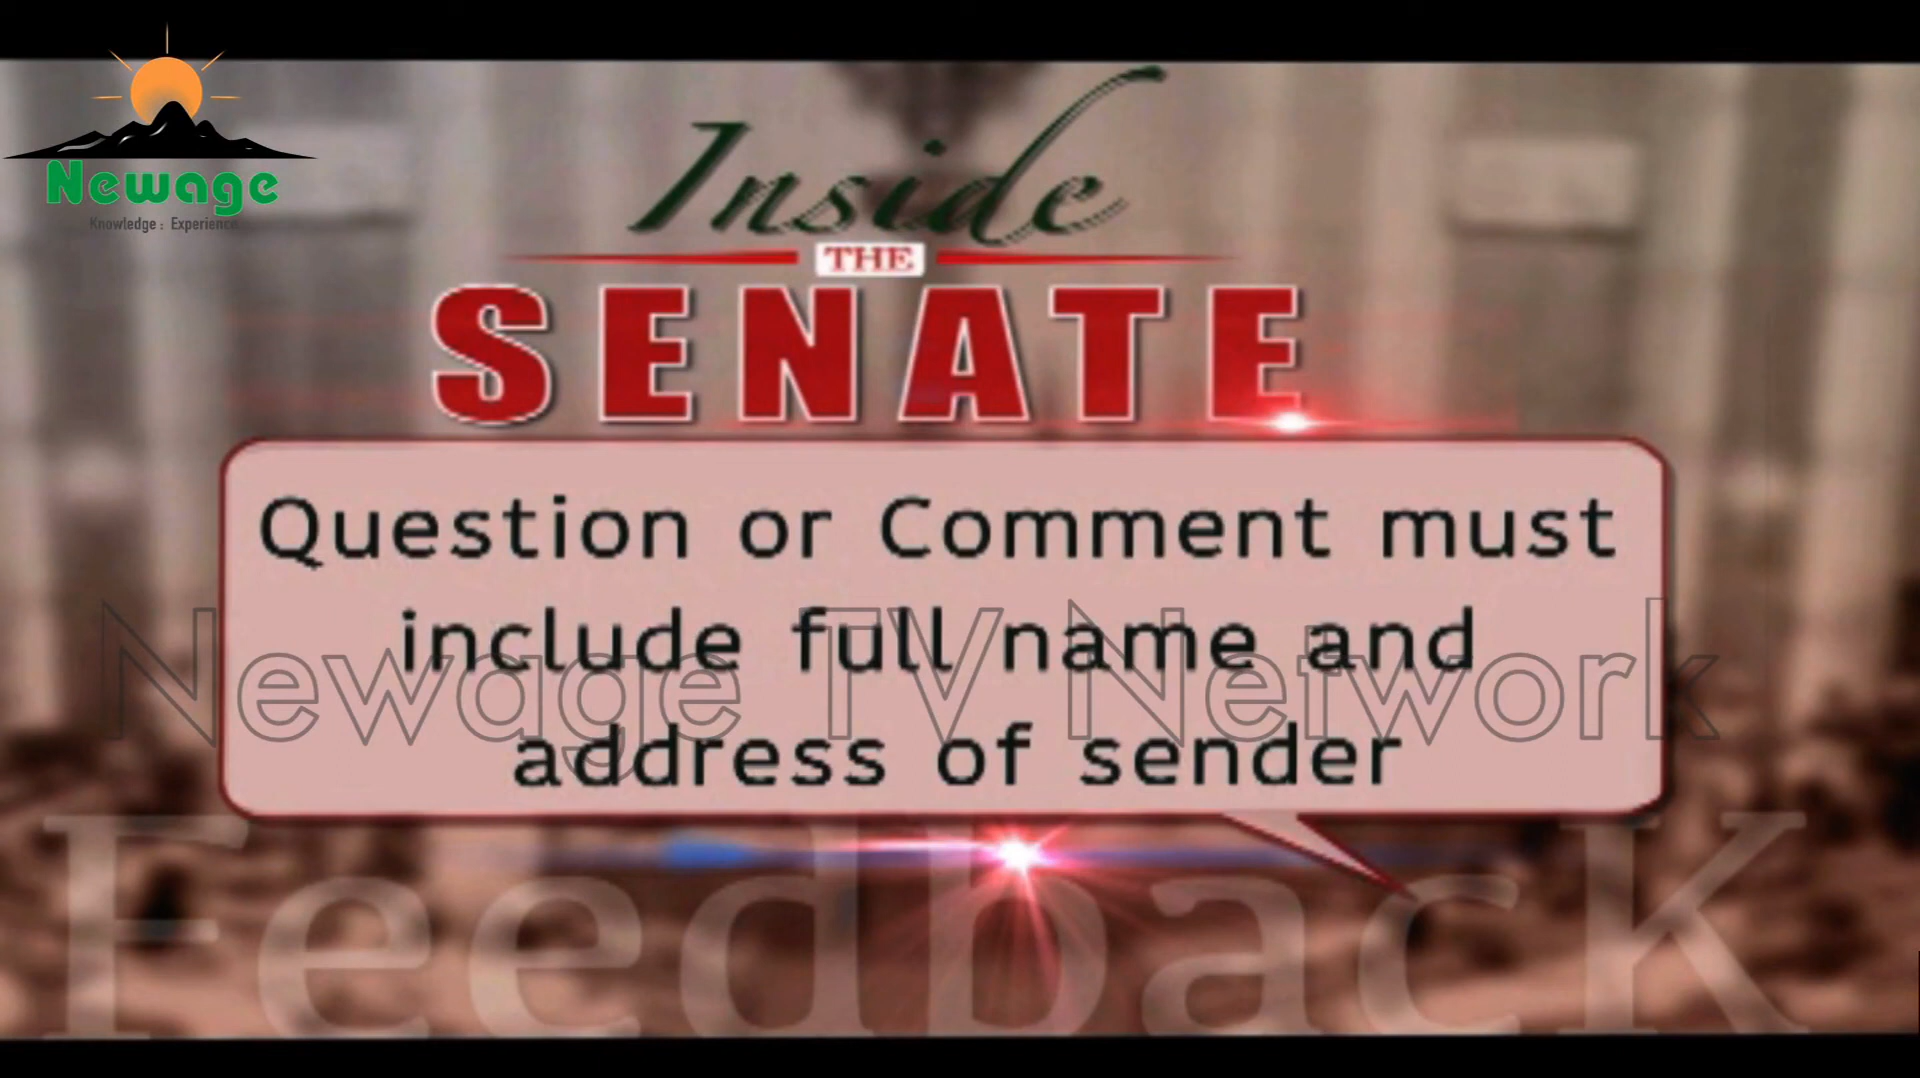 Newage
Knowledge : Experience
Inside
THE
SENATE
Question or Comment must
include full name and
address of sender
Newage TV Network
FeedbacK